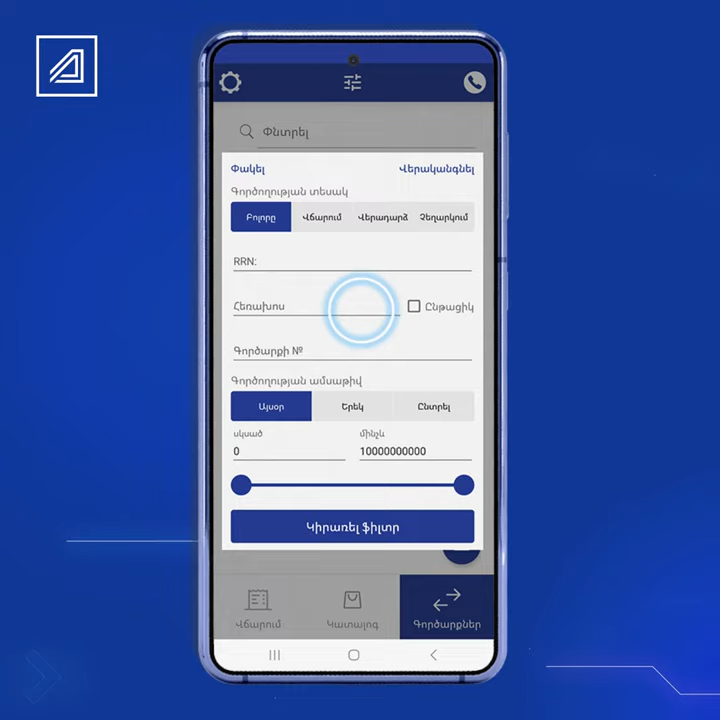 Փնտրել
Փակել Վերականգնել
Գործողության տեսակ
Բոլորը Վճարում Վերադարձ Չեղարկում
RRN:
Հեռախոս Ընթացիկ
Գործարքի №
Գործողության ամսաթիվ
Այսօր Երեկ Ընտրել
սկսած մինչև
0 10000000000
Կիրառել ֆիլտր
Վճարում Կատալոգ Գործարքներ